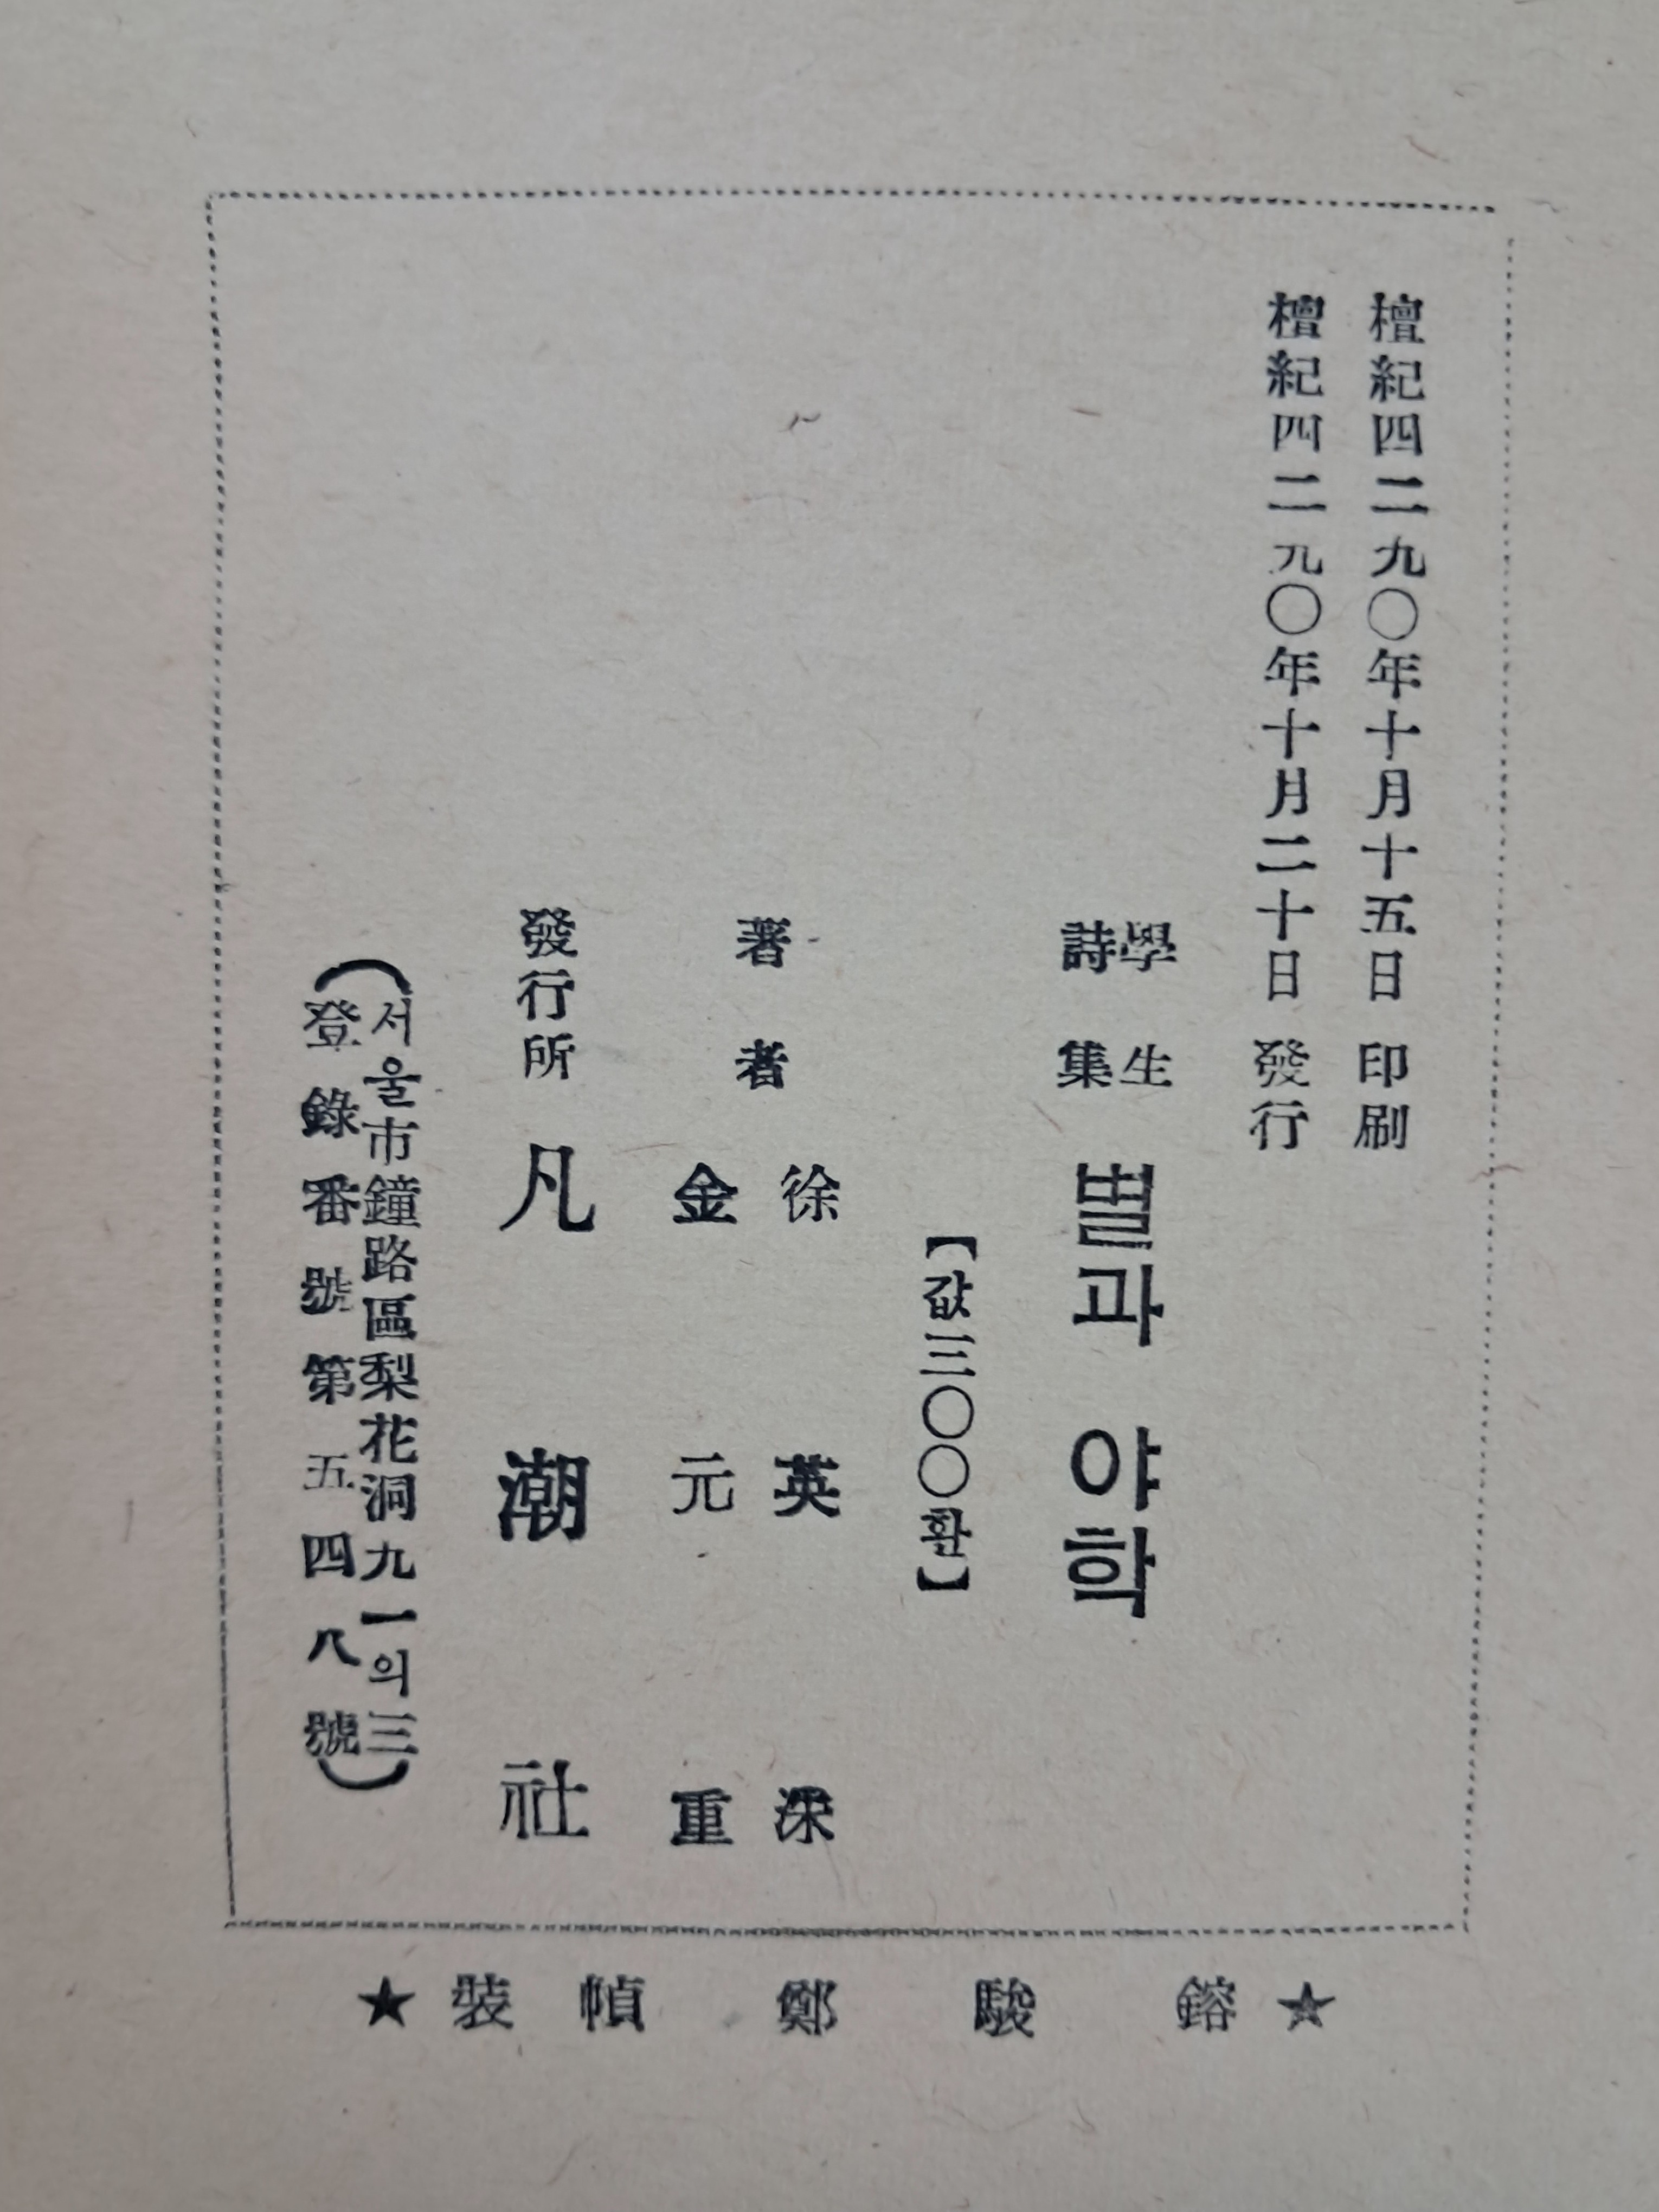 檀紀四二九〇年十月十五日 印刷
檀紀四二九〇年十月二十日 發行
學生
詩集
별과 야학
【값三〇〇환】
著者
徐英
金元重
發行所 凡潮社
(서울市鐘路區梨花洞九一의三
登錄番號第五四八號)
★ 裝幀 鄭駿鎔 ★